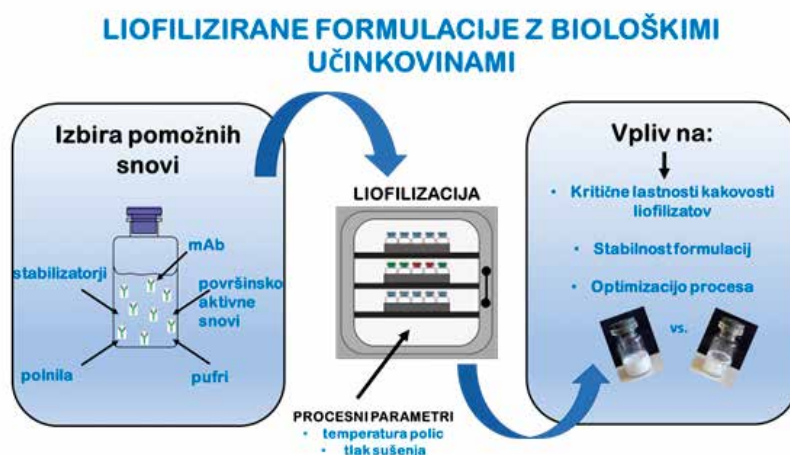 LIOFILIZIRANE FORMULACIJE Z BIOLOŠKIMI
UČINKOVINAMI
Izbira pomožnih
snovi
mAb
stabilizatorji
površinsko
aktivne
snovi
polnila
pufri
LIOFILIZACIJA
PROCESNI PARAMETRI
• temperatura polic
• tlak sušenja
Vpliv na:
• Kritične lastnosti kakovosti
liofilizatov
• Stabilnost formulacij
• Optimizacijo procesa
vs.